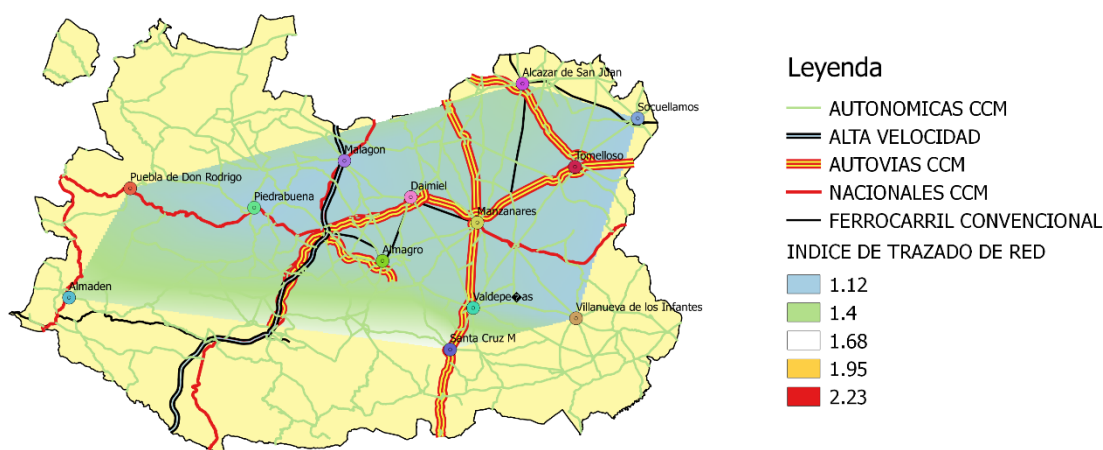 Alcazar de San Juan
Socuellamos
Malagon
Tomelloso
Puebla de Don Rodrigo
Piedrabuena
Daimiel
Manzanares
Almagro
Almaden
Valdepe�as
Villanueva de los Infantes
Santa Cruz M
Leyenda
AUTONOMICAS CCM
ALTA VELOCIDAD
AUTOVIAS CCM
NACIONALES CCM
FERROCARRIL CONVENCIONAL
INDICE DE TRAZADO DE RED
1.12
1.4
1.68
1.95
2.23